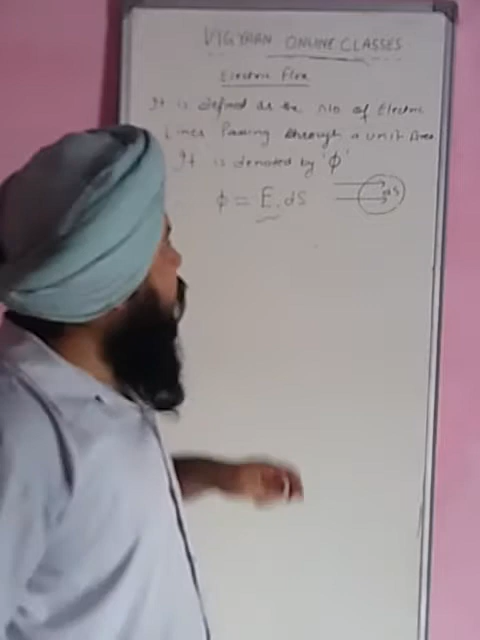 VIGYAAN ONLINE CLASSES
Electric Flux
It is defined as the No of Electric
Lines Passing through a unit Area
It is denoted by 'ϕ'
ϕ = E.ds
ds